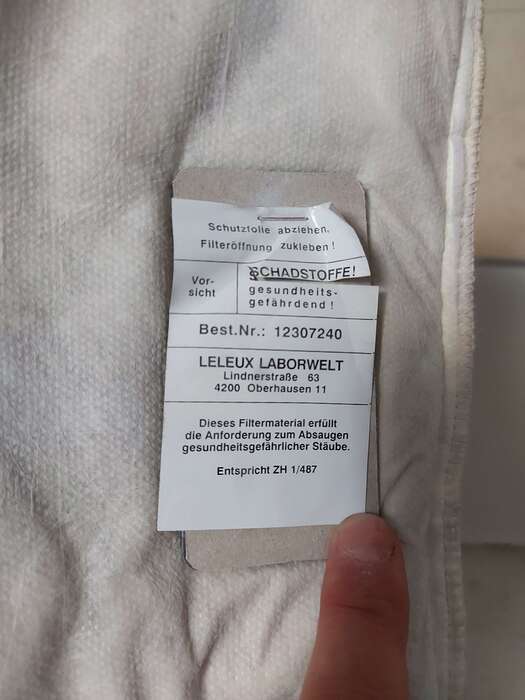 Schutzfolie abziehen,
Filteröffnung zukleben !
Vor-
sicht
SCHADSTOFFE!
gesundheits-
gefährdend !
Best.Nr.: 12307240
LELEUX LABORWELT
Lindnerstraße 63
4200 Oberhausen 11
Dieses Filtermaterial erfüllt
die Anforderung zum Absaugen
gesundheitsgefährlicher Stäube.
Entspricht ZH 1/487